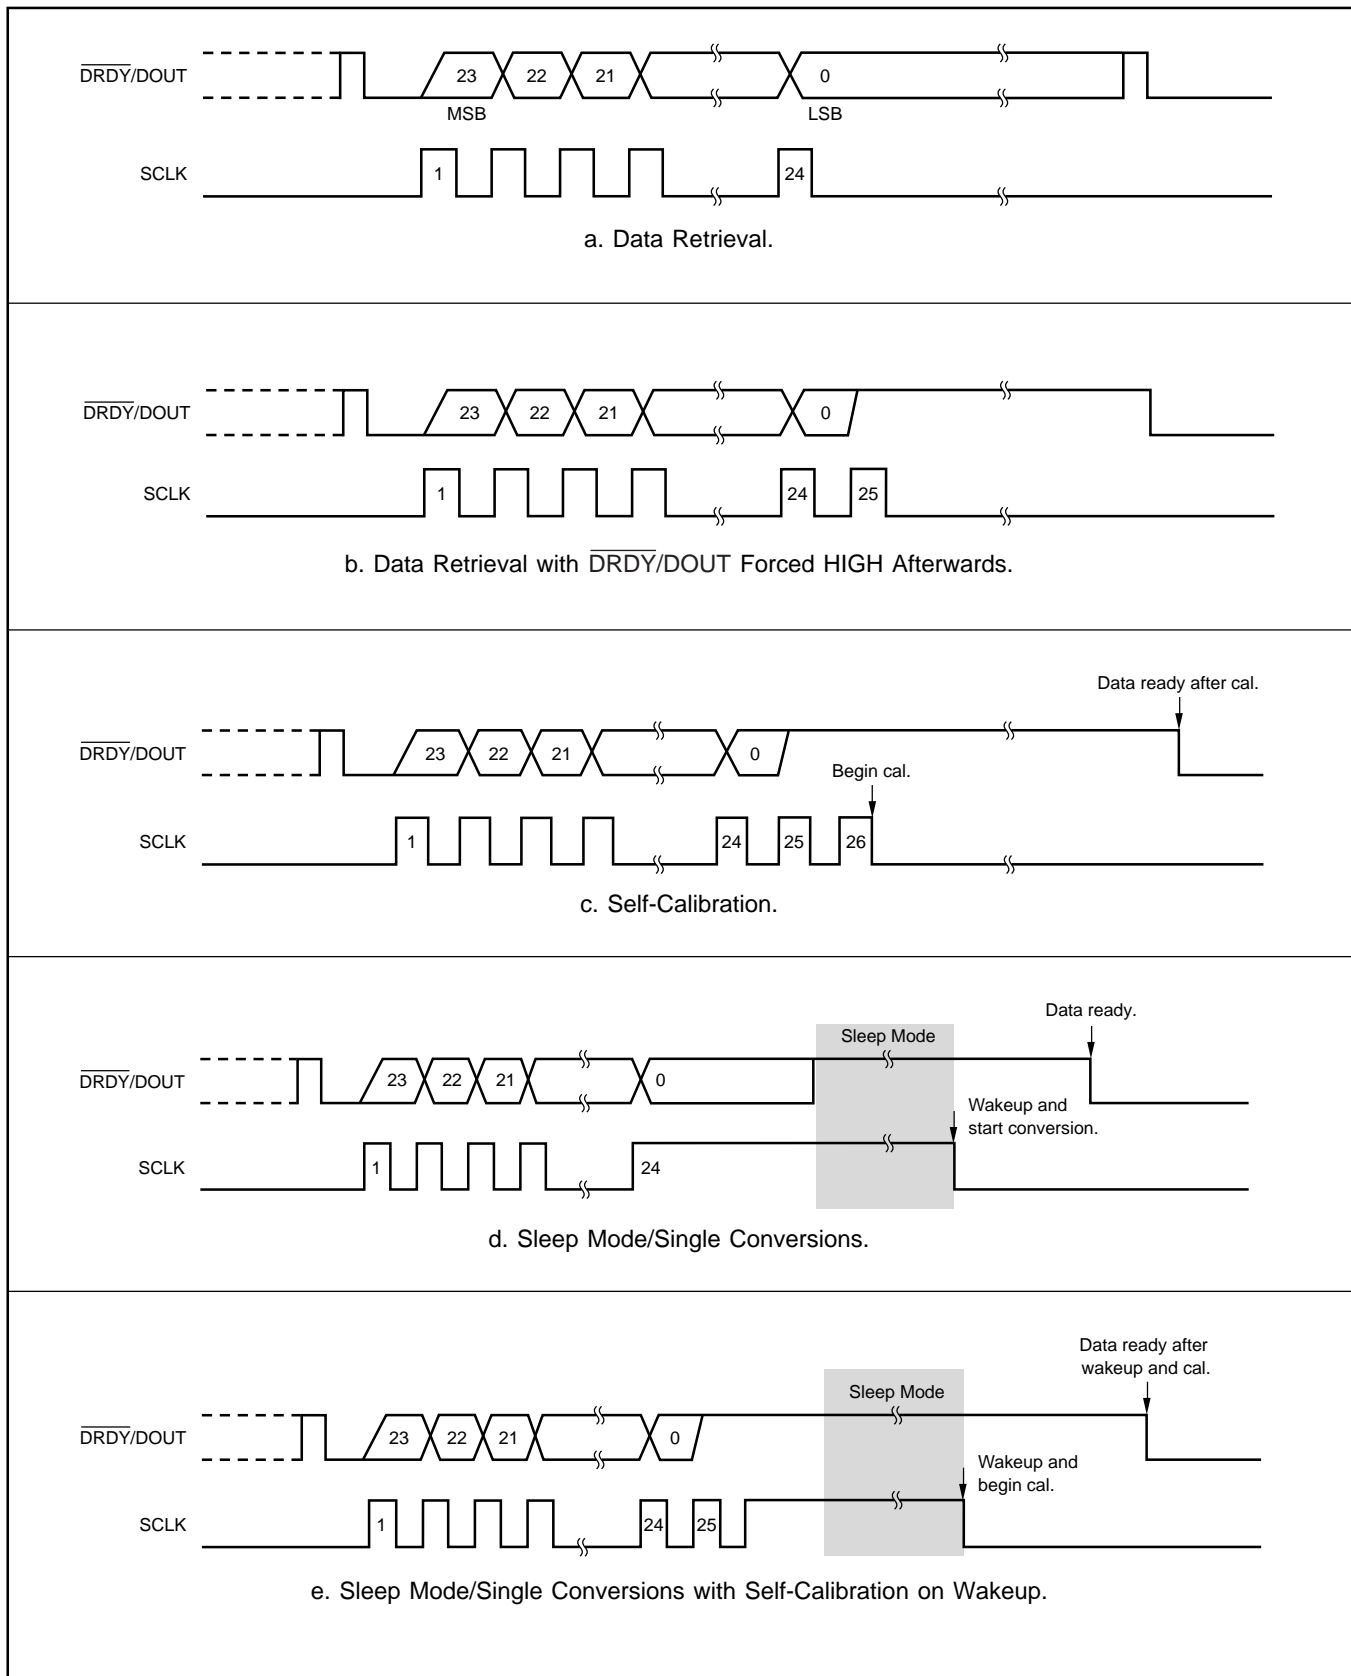 DRDY/DOUT 23 22 21 0
MSB LSB
SCLK 1 24
a. Data Retrieval.
DRDY/DOUT 23 22 21 0
SCLK 1 24 25
b. Data Retrieval with DRDY/DOUT Forced HIGH Afterwards.
Data ready after cal.
DRDY/DOUT 23 22 21 0
Begin cal.
SCLK 1 24 25 26
c. Self-Calibration.
Data ready.
Sleep Mode
DRDY/DOUT 23 22 21 0
Wakeup and
start conversion.
SCLK 1 24
d. Sleep Mode/Single Conversions.
Data ready after
wakeup and cal.
Sleep Mode
DRDY/DOUT 23 22 21 0
Wakeup and
begin cal.
SCLK 1 24 25
e. Sleep Mode/Single Conversions with Self-Calibration on Wakeup.